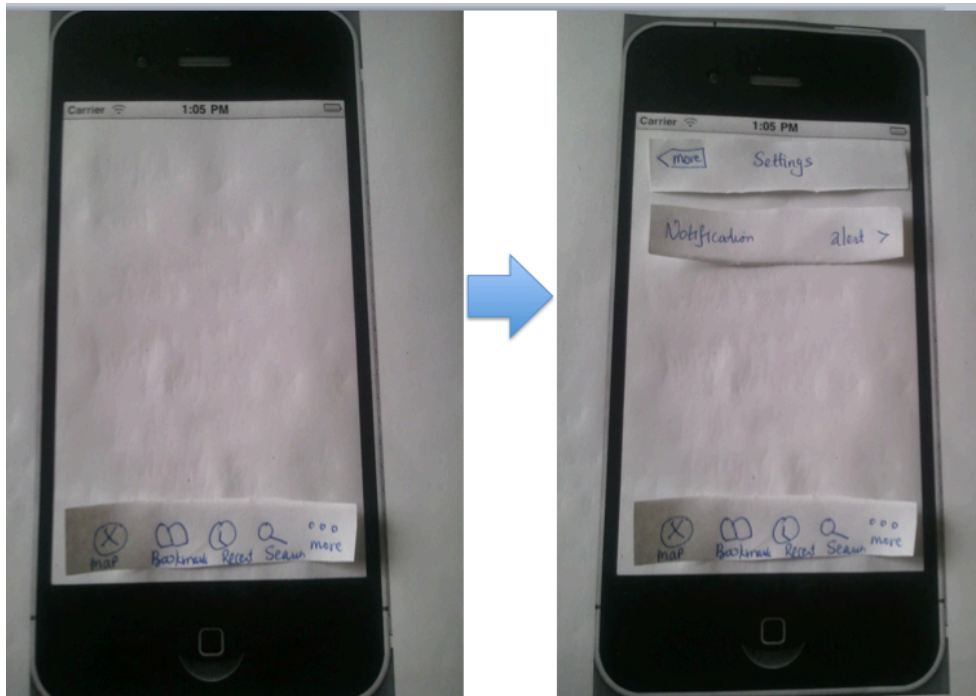 Carrier 1:05 PM
map Bookmark Recent Search more
Carrier 1:05 PM
more Settings
Notification alert >
map Bookmark Recent Search more